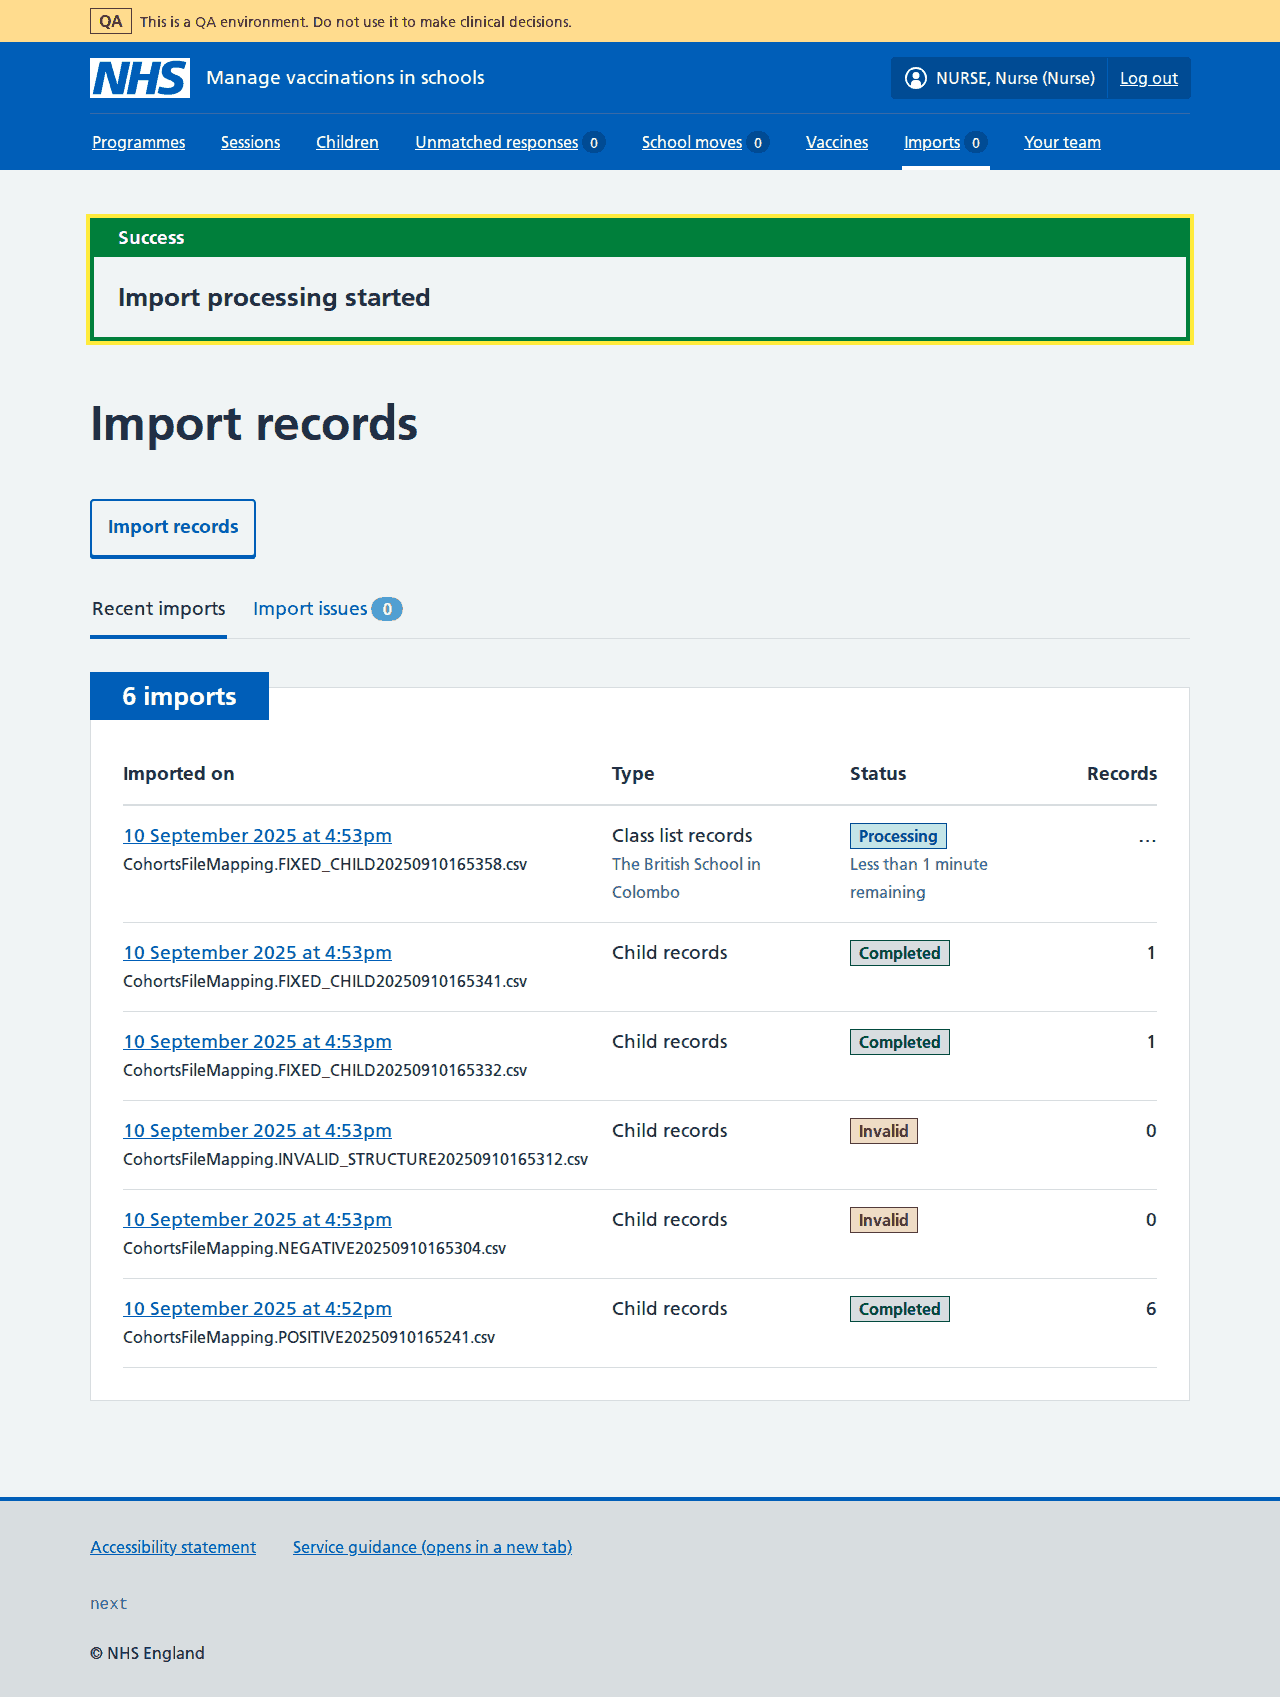 QA This is a QA environment. Do not use it to make clinical decisions.
NHS Manage vaccinations in schools NURSE, Nurse (Nurse) Log out
Programmes Sessions Children Unmatched responses 0 School moves 0 Vaccines Imports 0 Your team
Success
Import processing started
Import records
Import records
Recent imports Import issues 0
6 imports
Imported on Type Status Records
10 September 2025 at 4:53pm Class list records Processing ...
CohortsFileMapping.FIXED_CHILD20250910165358.csv The British School in Less than 1 minute
Colombo remaining
10 September 2025 at 4:53pm Child records Completed 1
CohortsFileMapping.FIXED_CHILD20250910165341.csv
10 September 2025 at 4:53pm Child records Completed 1
CohortsFileMapping.FIXED_CHILD20250910165332.csv
10 September 2025 at 4:53pm Child records Invalid 0
CohortsFileMapping.INVALID_STRUCTURE20250910165312.csv
10 September 2025 at 4:53pm Child records Invalid 0
CohortsFileMapping.NEGATIVE20250910165304.csv
10 September 2025 at 4:52pm Child records Completed 6
CohortsFileMapping.POSITIVE20250910165241.csv
Accessibility statement Service guidance (opens in a new tab)
next
© NHS England